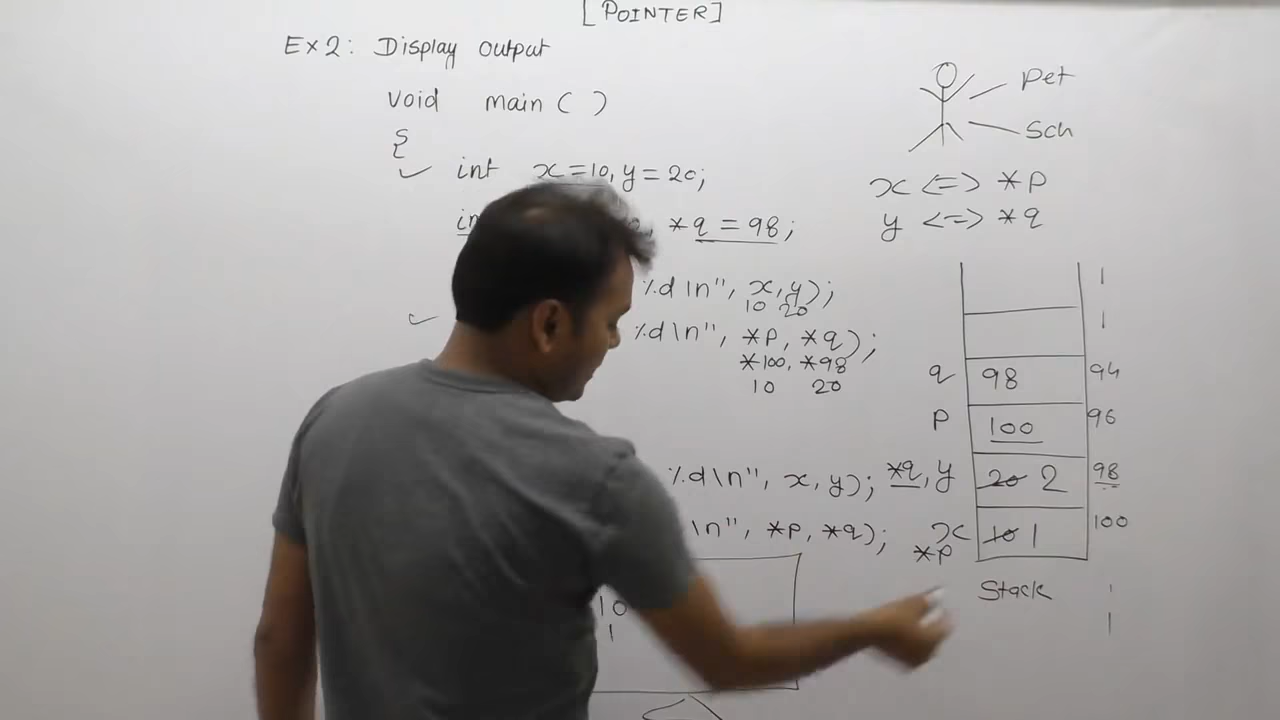 [POINTER]
Ex2: Display output
void main ( )
{
int x=10, y = 20;
*q = 98;
%d\n", x,y);
10 20
%d\n", *p, *q);
*100, *98
10 20
%d\n", x, y);
\n", *p, *q);
10
1
Pet
Sch
x <=> *p
y <=> *q
q 98 94
p 100 96
*q, y 20 2 98
x 10 1 100
*p
Stack